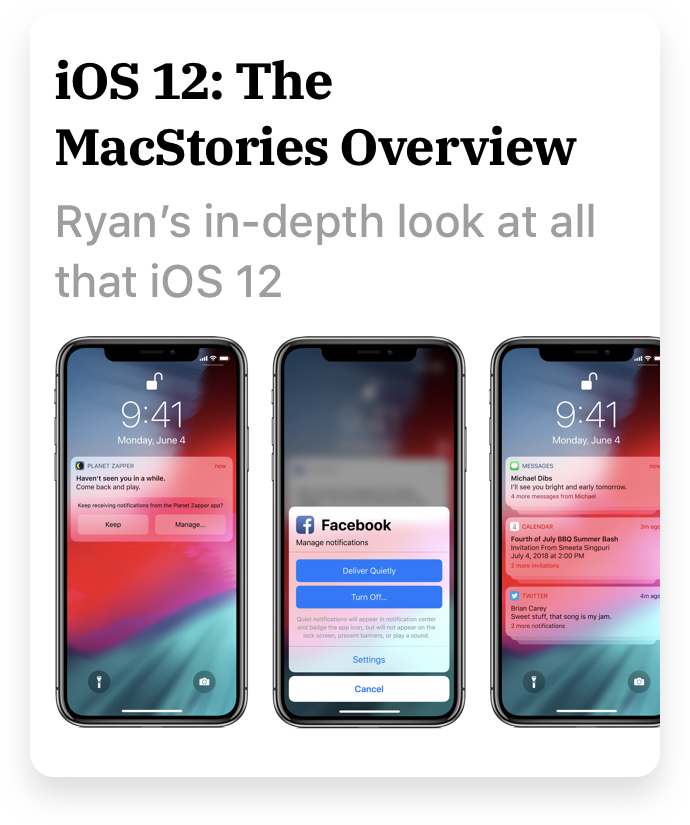 iOS 12: The
MacStories Overview
Ryan's in-depth look at all
that iOS 12
9:41
Monday, June 4
PLANET ZAPPER now
Haven't seen you in a while.
Come back and play.
Keep receiving notifications from the Planet Zapper app?
Keep Manage...
Facebook
Manage notifications
Deliver Quietly
Turn Off...
Quiet notifications will appear in notification center
and badge the app icon, but will not appear on the
lock screen, present banners, or play a sound.
Settings
Cancel
9:41
Monday, June 4
MESSAGES now
Michael Dibs
I'll see you bright and early tomorrow.
4 more messages from Michael
CALENDAR 3m ago
Fourth of July BBQ Summer Bash
Invitation From Smeeta Singpuri
July 4, 2018 at 2:00 PM
2 more invitations
TWITTER 4m ago
Brian Carey
Sweet stuff, that song is my jam.
2 more notifications